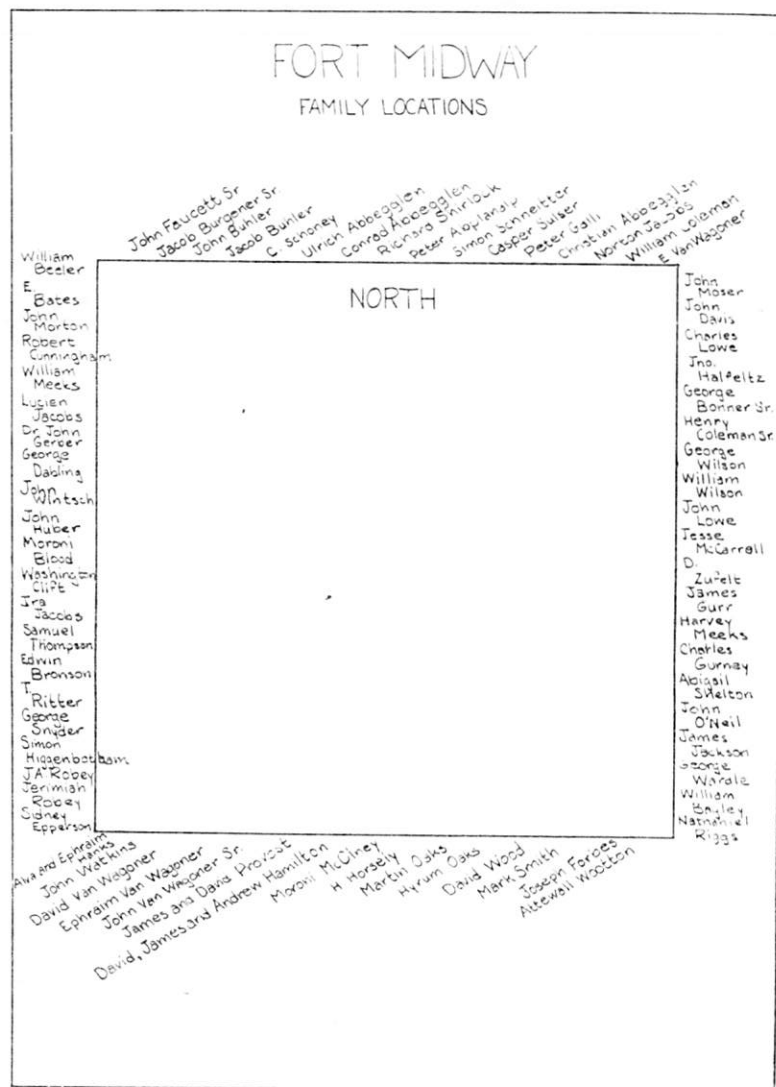 FORT MIDWAY
FAMILY LOCATIONS
John Faucett Sr
Jacob Burgener Sr.
John Buhler
Jacob Buhler
C. Schoney
Ulrich Abbegglen
Conrad Abbegglen
Richard Shirlock
Peter Abplanalp
Simon Schneitter
Casper Sulser
Peter Galli
Christian Abbegglen
Norton Jacobs
William Coleman
E Van Wagoner
NORTH
William
Beeler
E.
Bates
John
Morton
Robert
Cunningham
William
Meeks
Lucien
Jacobs
Dr. John
Gerber
George
Dabling
John
Wintsch
John
Huber
Moroni
Blood
Washington
Clift
Ira
Jacobs
Samuel
Thompson
Edwin
Bronson
T.
Ritter
George
Snyder
Simon
Higgenbotham
J.A. Robey
Jerimiah
Robey
Sidney
Epperson
John
Moser
John
Davis
Charles
Lowe
Jno.
Halfeltz
George
Bonner Sr.
Henry
Coleman Sr.
George
Wilson
William
Wilson
John
Lowe
Jesse
McCarrall
D.
Zufelt
James
Gurr
Harvey
Meeks
Charles
Gurney
Abigail
Shelton
John
O'Neil
James
Jackson
George
Wardle
William
Bayley
Nathaniel
Riggs
Alva and Ephraim
Hanks
John Watkins
David Van Wagoner
Ephraim Van Wagoner
John Van Wagoner Sr.
James and David Provost
David, James and Andrew Hamilton
Moroni McOlney
H Horsely
Martin Oaks
Hyrum Oaks
David Wood
Mark Smith
Joseph Forbes
Attewall Wootton